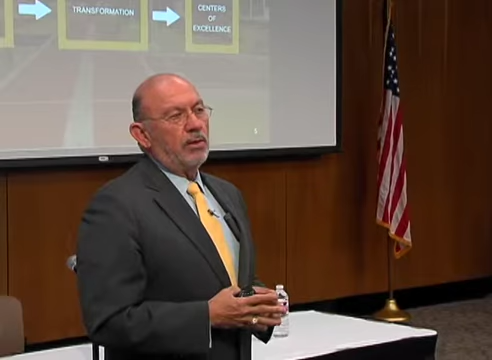 TRANSFORMATION
CENTERS
OF
EXCELLENCE
5